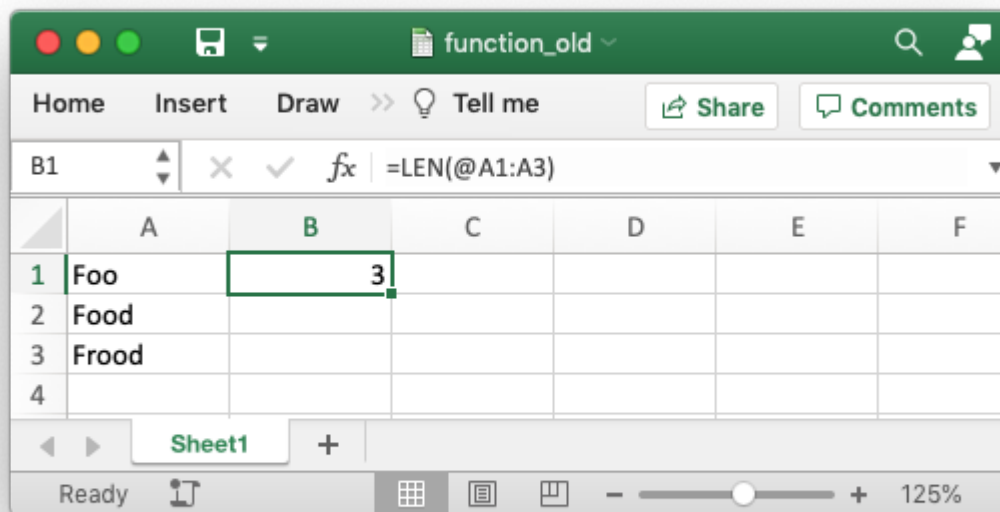 function_old
Home Insert Draw Tell me Share Comments
B1 fx =LEN(@A1:A3)
A B C D E F
1 Foo 3
2 Food
3 Frood
4
Sheet1 +
Ready − + 125%